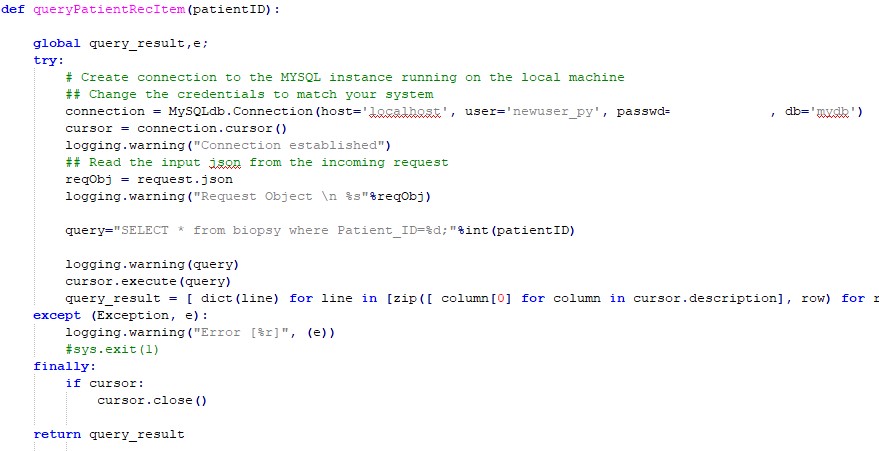 def queryPatientRecItem(patientID):
global query_result,e;
try:
# Create connection to the MYSQL instance running on the local machine
## Change the credentials to match your system
connection = MySQLdb.Connection(host='localhost', user='newuser_py', passwd= , db='mydb')
cursor = connection.cursor()
logging.warning("Connection established")
## Read the input json from the incoming request
reqObj = request.json
logging.warning("Request Object \n %s"%reqObj)
query="SELECT * from biopsy where Patient_ID=%d;"%int(patientID)
logging.warning(query)
cursor.execute(query)
query_result = [ dict(line) for line in [zip([ column[0] for column in cursor.description], row) for
except (Exception, e):
logging.warning("Error [%r]", (e))
#sys.exit(1)
finally:
if cursor:
cursor.close()
return query_result